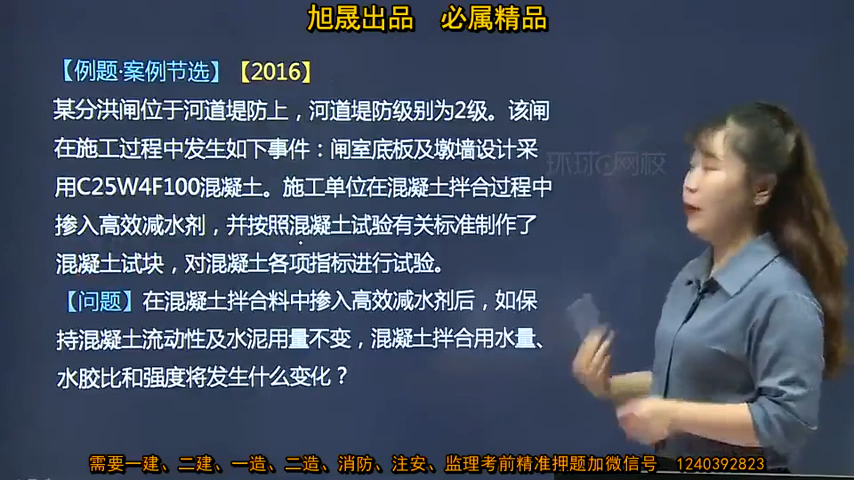 旭晟出品 必属精品
【例题·案例节选】【2016】
某分洪闸位于河道堤防上，河道堤防级别为2级。该闸
在施工过程中发生如下事件：闸室底板及墩墙设计采
用C25W4F100混凝土。施工单位在混凝土拌合过程中
掺入高效减水剂，并按照混凝土试验有关标准制作了
混凝土试块，对混凝土各项指标进行试验。
【问题】在混凝土拌合料中掺入高效减水剂后，如保
持混凝土流动性及水泥用量不变，混凝土拌合用水量、
水胶比和强度将发生什么变化？
环球网校
需要一建、二建、一造、二造、消防、注安、监理考前精准押题加微信号 1240392823